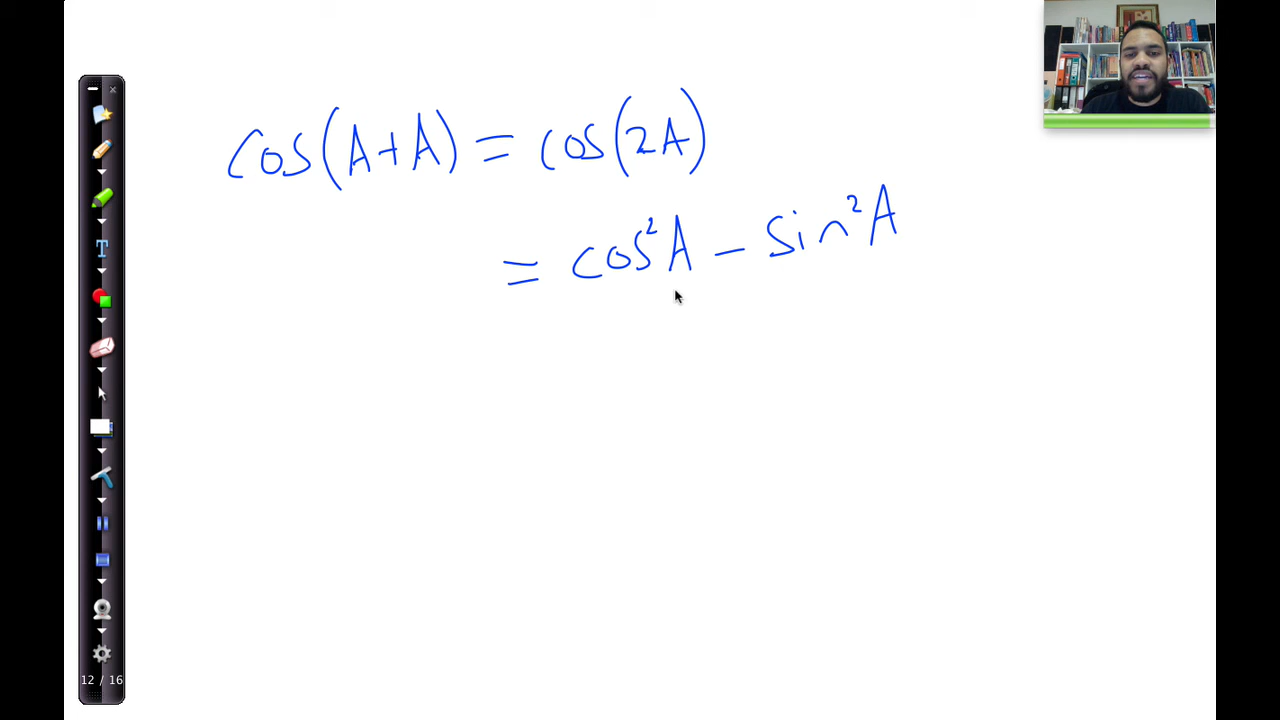 cos(A+A) = cos(2A)
= cos²A − sin²A
T
12 / 16